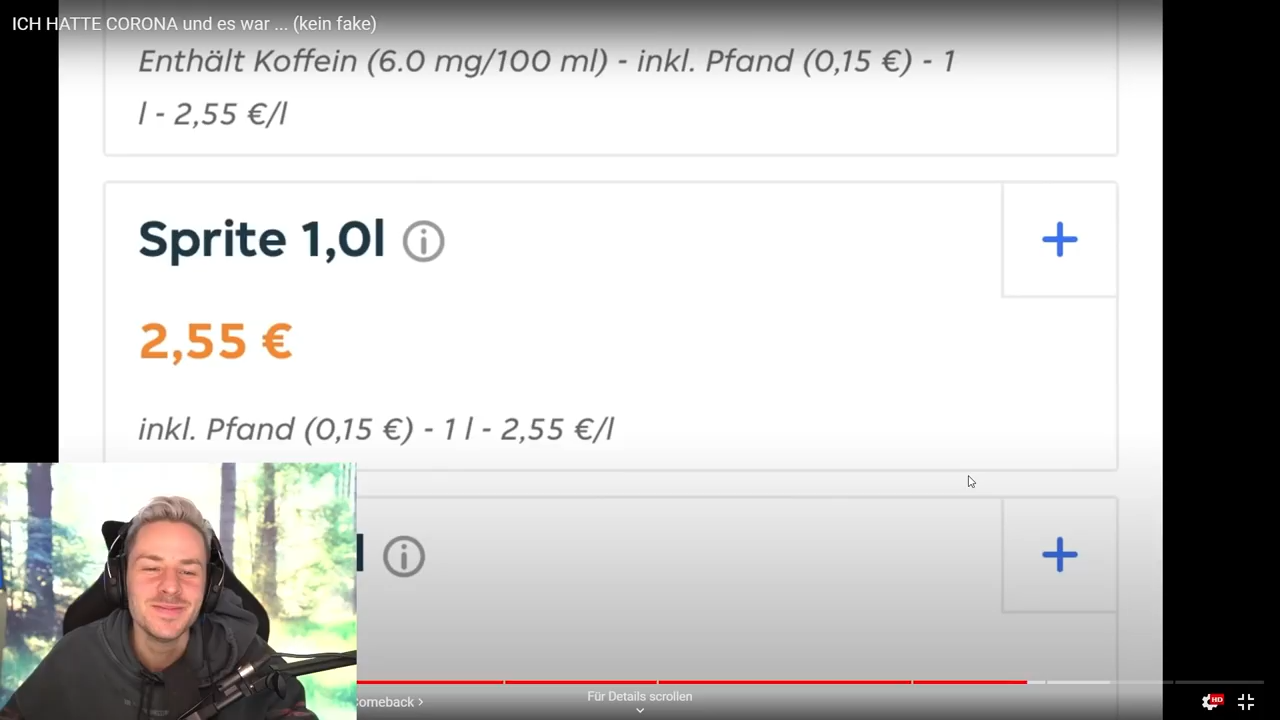 ICH HATTE CORONA und es war ... (kein fake)
Enthält Koffein (6.0 mg/100 ml) - inkl. Pfand (0,15 €) - 1
l - 2,55 €/l
Sprite 1,0l
+
2,55 €
inkl. Pfand (0,15 €) - 1 l - 2,55 €/l
+
Für Details scrollen
HD